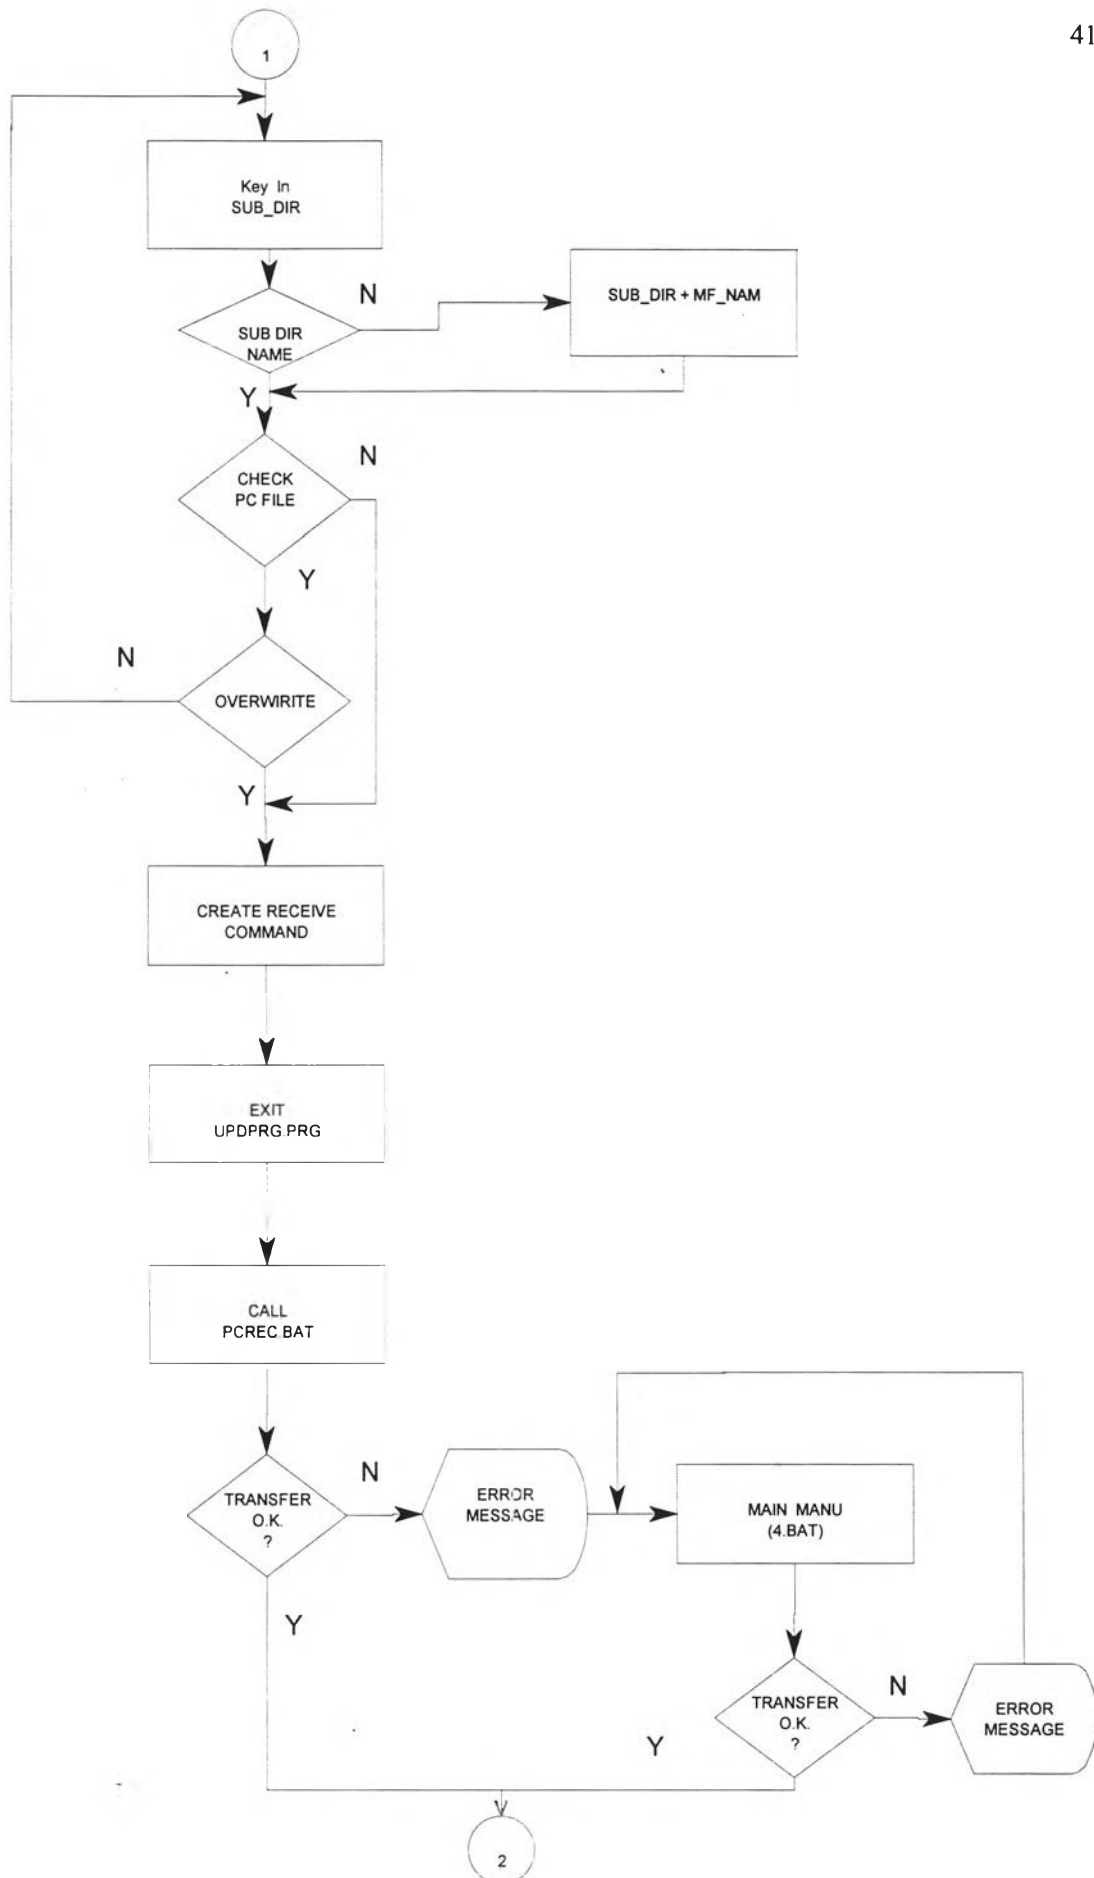 41
1
Key In
SUB_DIR
N
SUB_DIR + MF_NAM
SUB DIR
NAME
Y
N
CHECK
PC FILE
Y
N
OVERWIRITE
Y
CREATE RECEIVE
COMMAND
EXIT
UPDPRG.PRG
CALL
PCREC.BAT
N
TRANSFER
O.K.
?
ERROR
MESSAGE
MAIN MANU
(4.BAT)
Y
N
TRANSFER
O.K.
?
ERROR
MESSAGE
Y
2